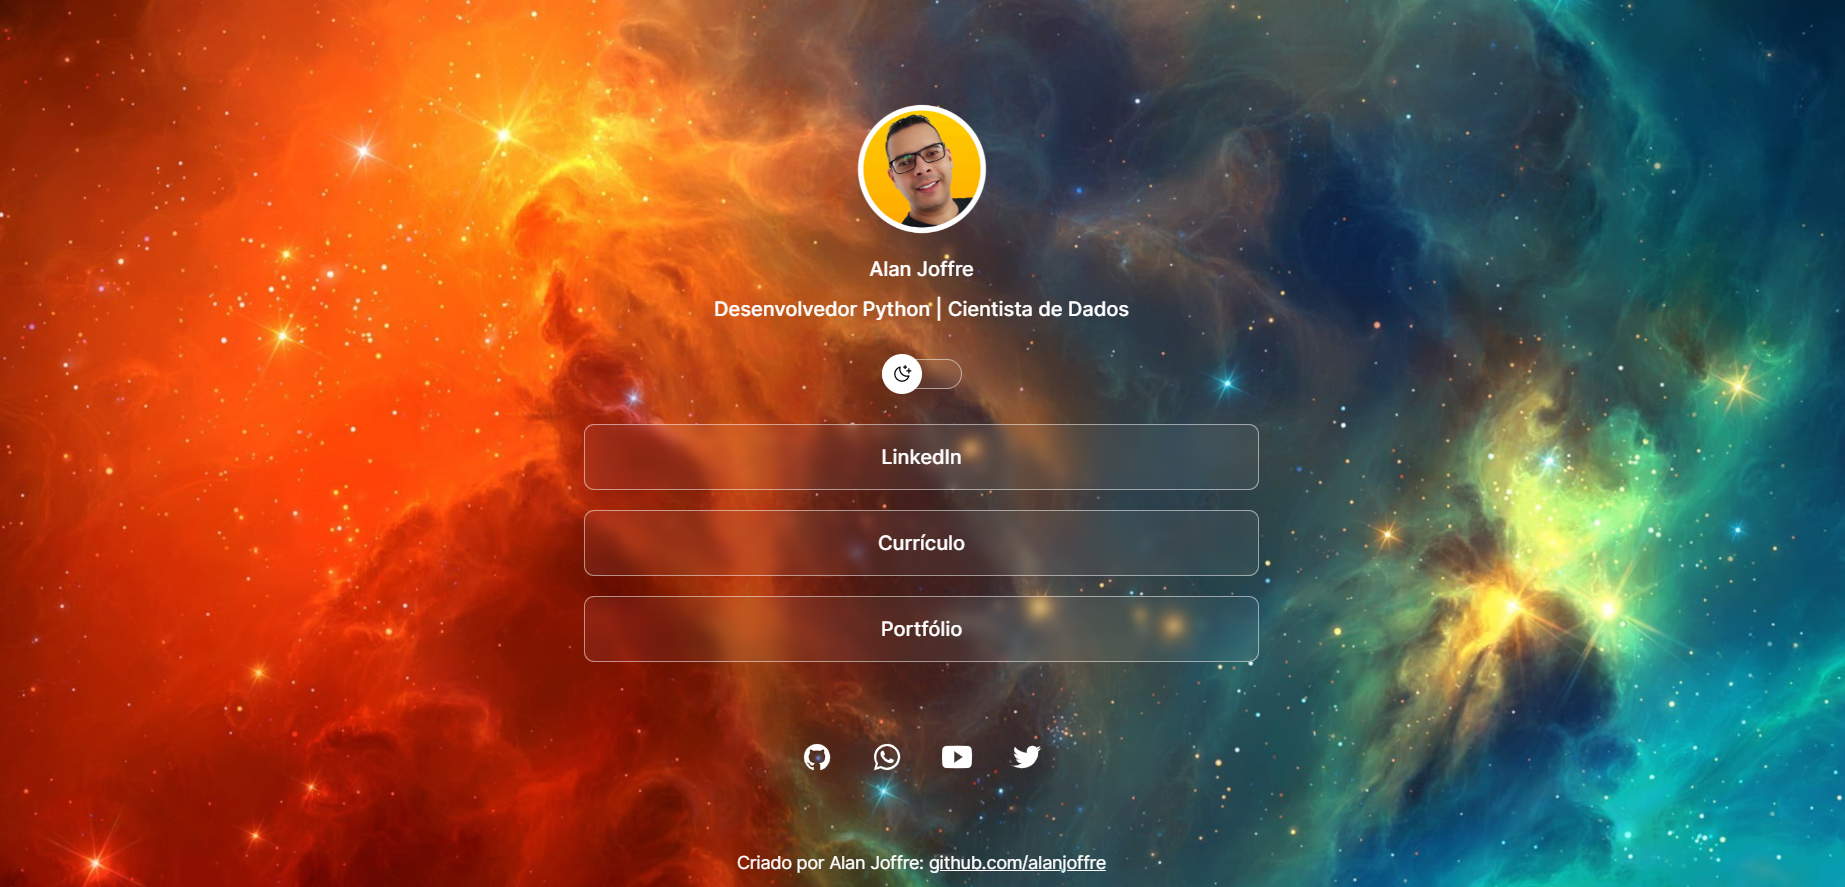 Alan Joffre
Desenvolvedor Python | Cientista de Dados
LinkedIn
Currículo
Portfólio
Criado por Alan Joffre: github.com/alanjoffre